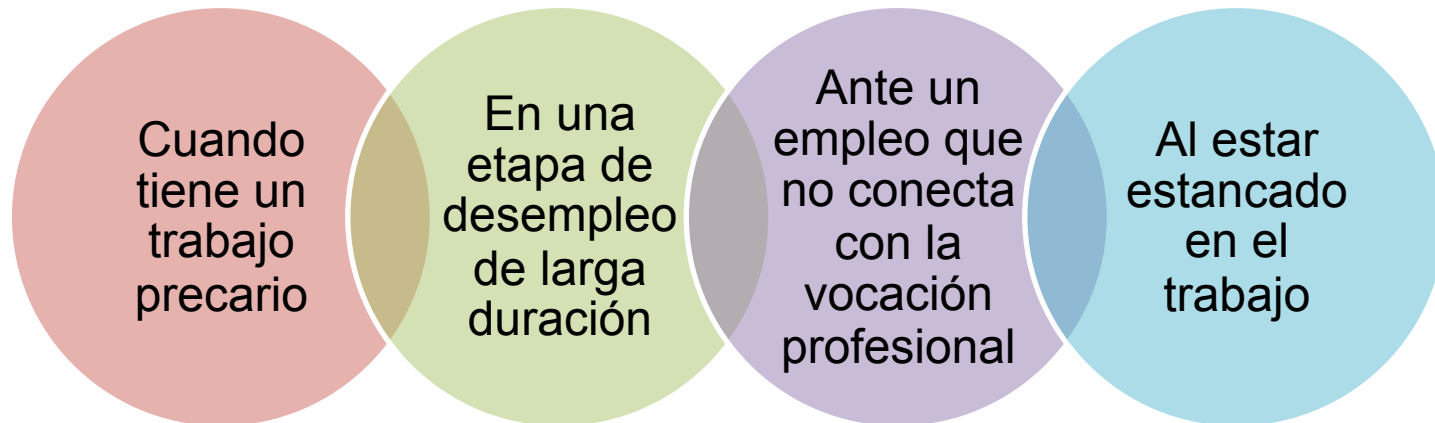 Cuando
tiene un
trabajo
precario
En una
etapa de
desempleo
de larga
duración
Ante un
empleo que
no conecta
con la
vocación
profesional
Al estar
estancado
en el
trabajo